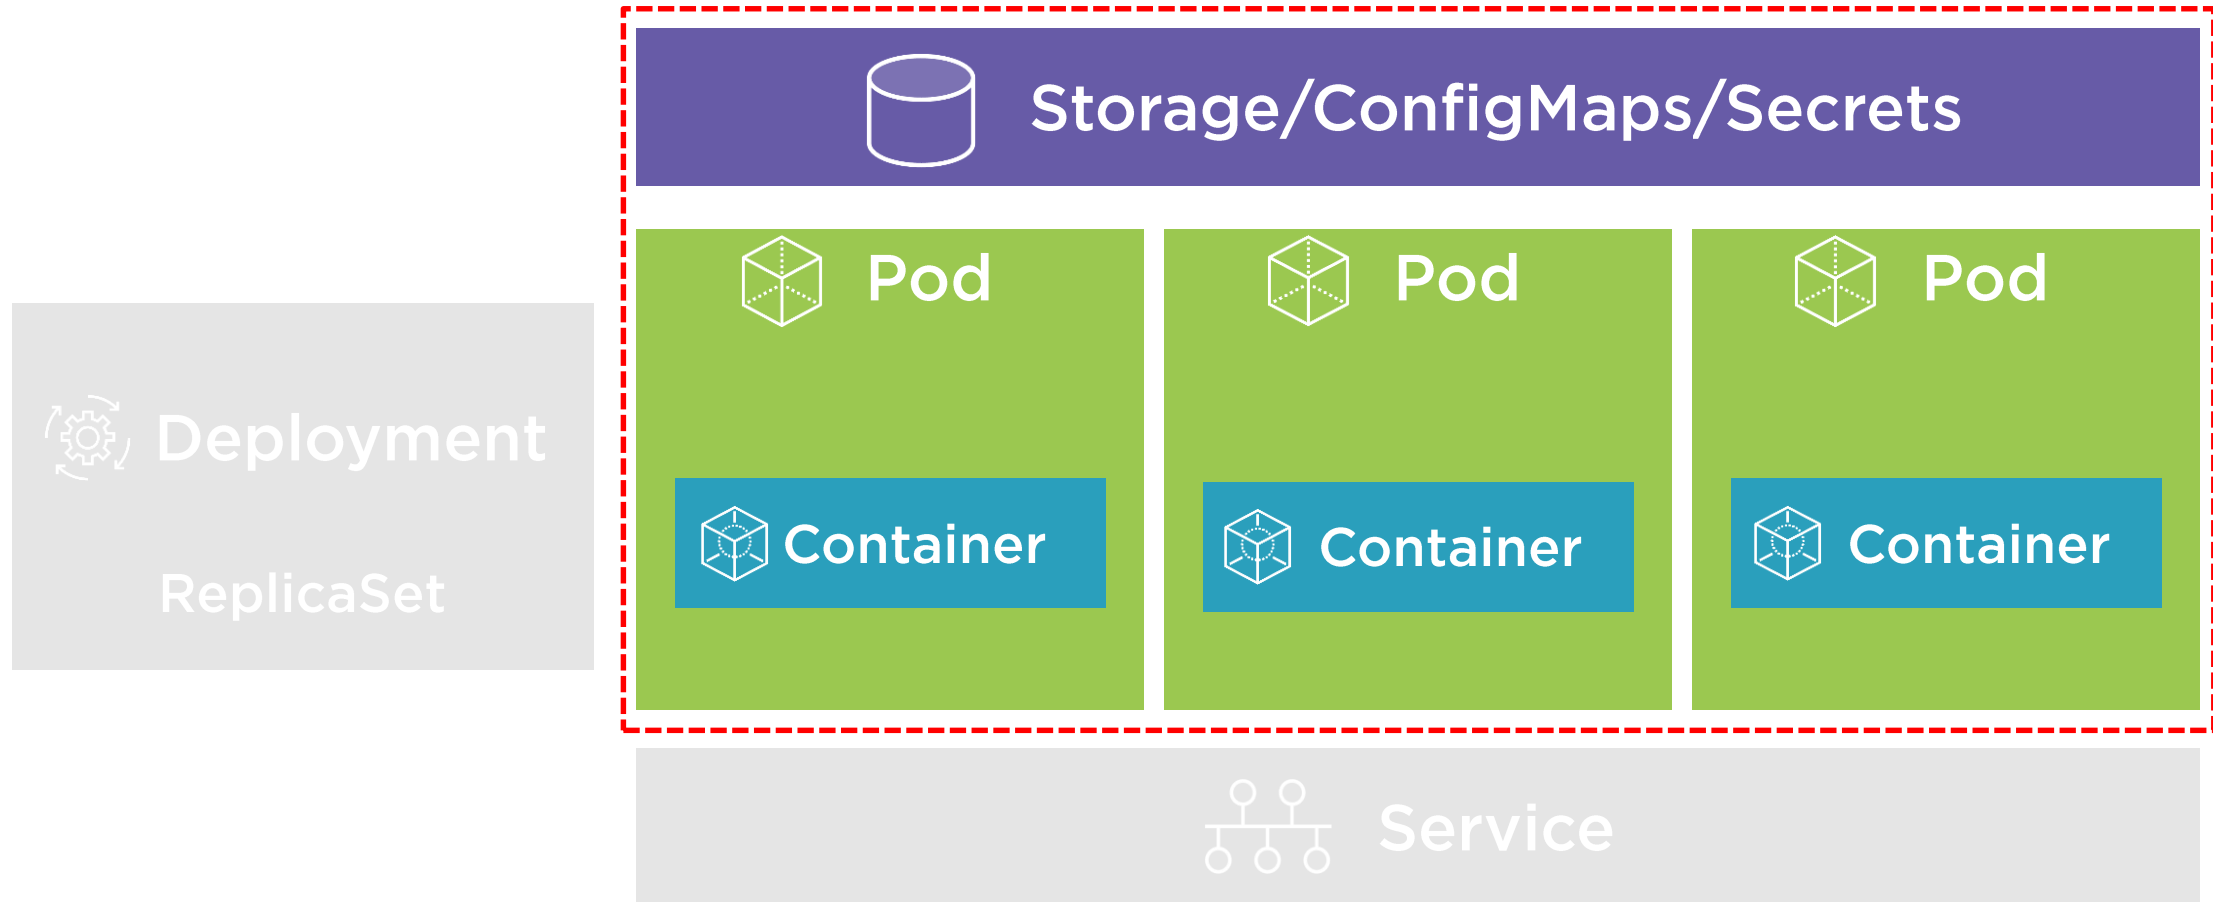 Storage/ConfigMaps/Secrets
Pod
Pod
Pod
Deployment
ReplicaSet
Container
Container
Container
Service